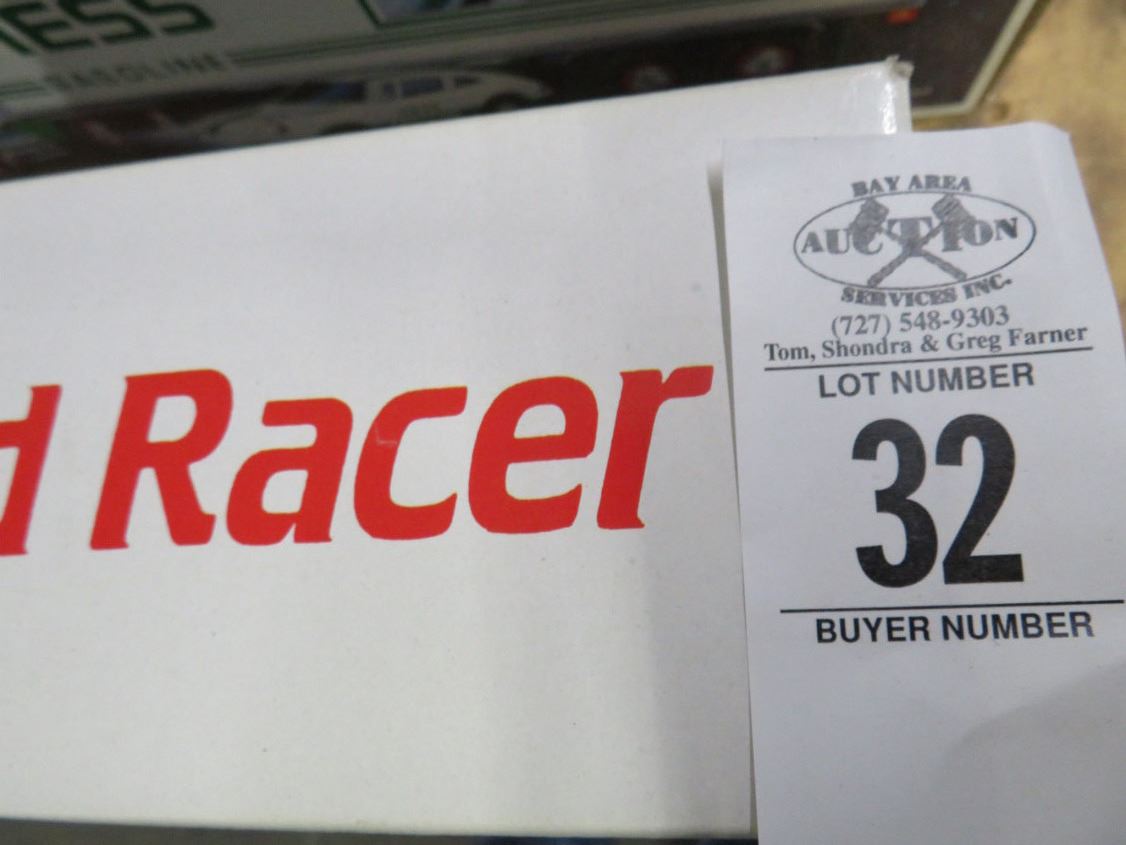 GASOLINE
Racer
BAY AREA
AUCTION
SERVICES INC.
(727) 548-9303
Tom, Shondra & Greg Farner
LOT NUMBER
32
BUYER NUMBER